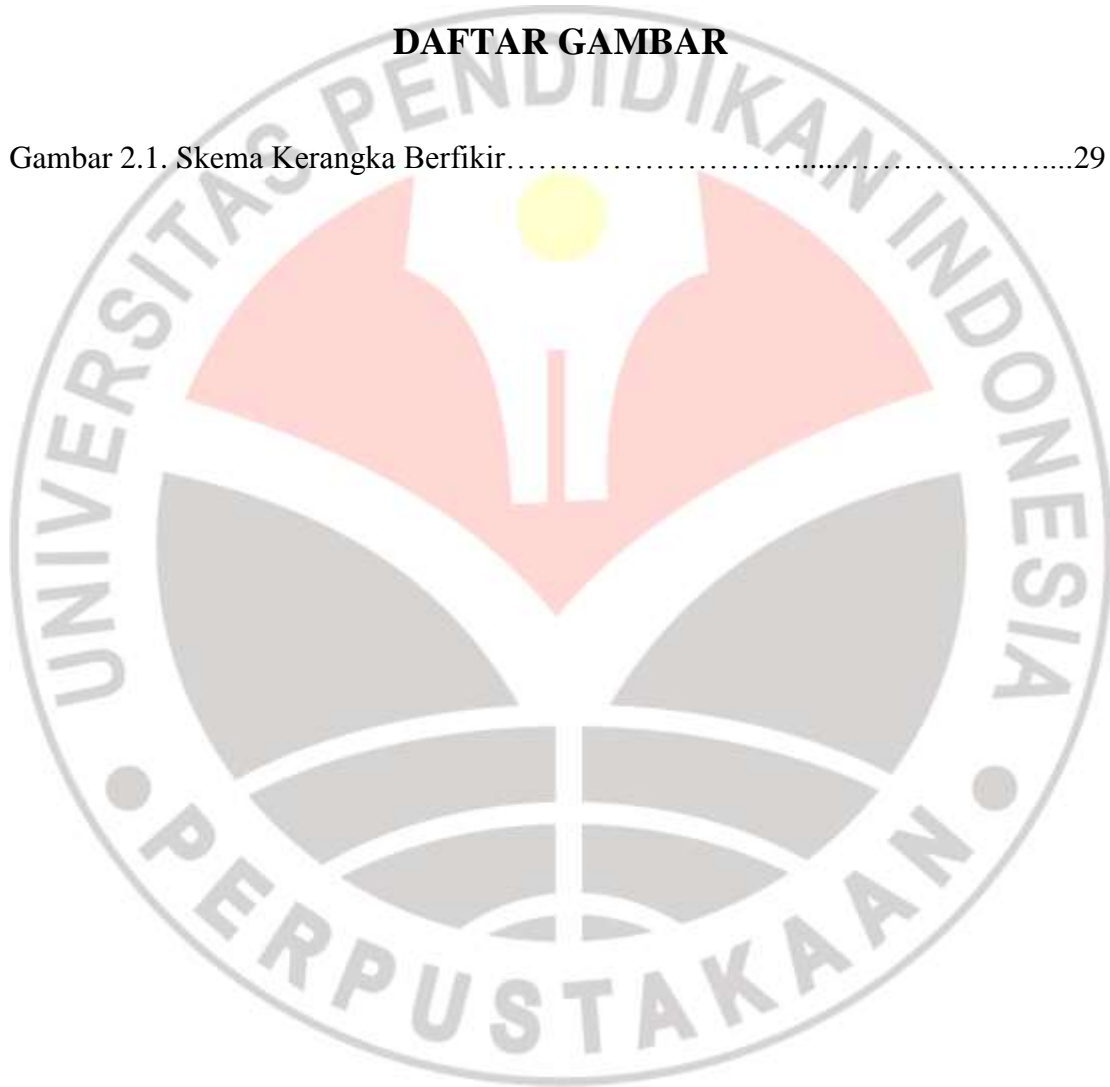 DAFTAR GAMBAR
Gambar 2.1. Skema Kerangka Berfikir……………………….......…………………....29
UNIVERSITAS PENDIDIKAN INDONESIA
PERPUSTAKAAN